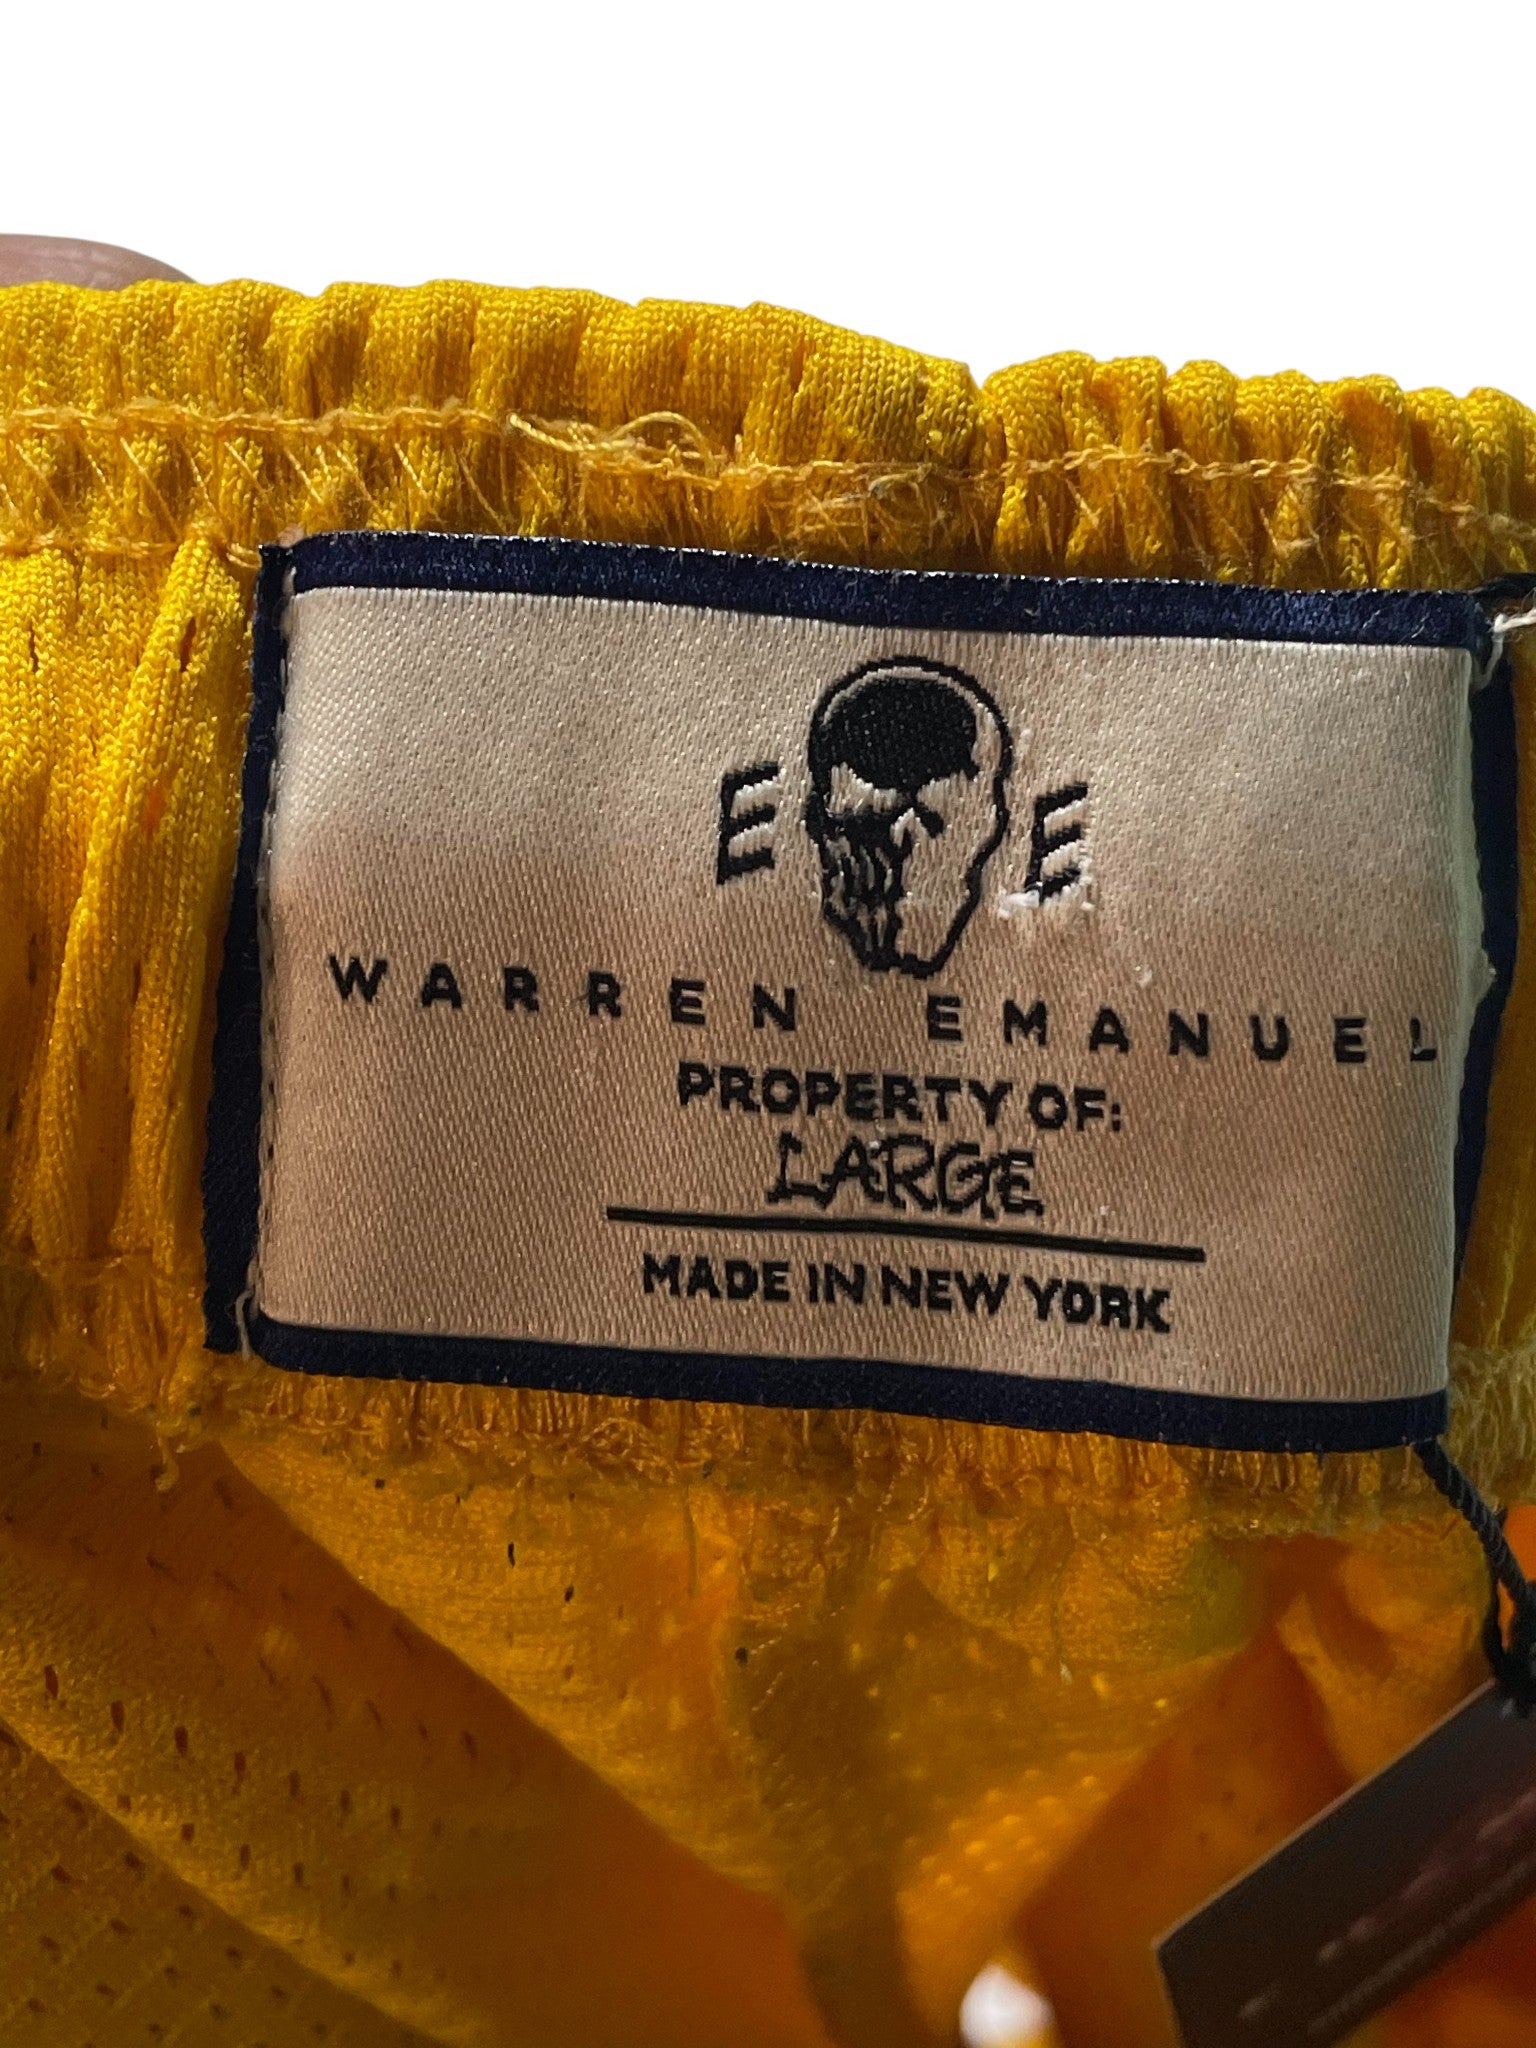 E E
WARREN EMANUEL
PROPERTY OF:
LARGE
MADE IN NEW YORK